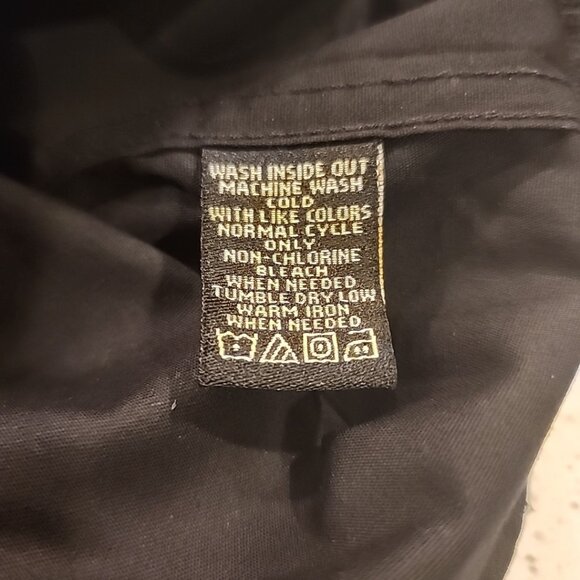 WASH INSIDE OUT
MACHINE WASH
COLD
WITH LIKE COLORS
NORMAL CYCLE
ONLY
NON-CHLORINE
BLEACH
WHEN NEEDED
TUMBLE DRY LOW
WARM IRON
WHEN NEEDED